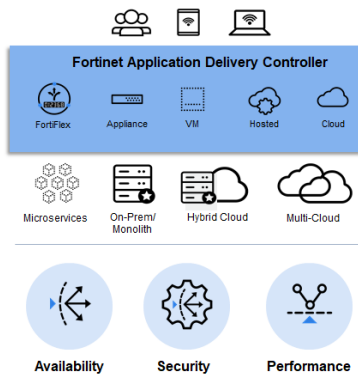 Fortinet Application Delivery Controller
FortiFlex
Appliance
VM
Hosted
Cloud
Microservices
On-Prem/
Monolith
Hybrid Cloud
Multi-Cloud
Availability
Security
Performance